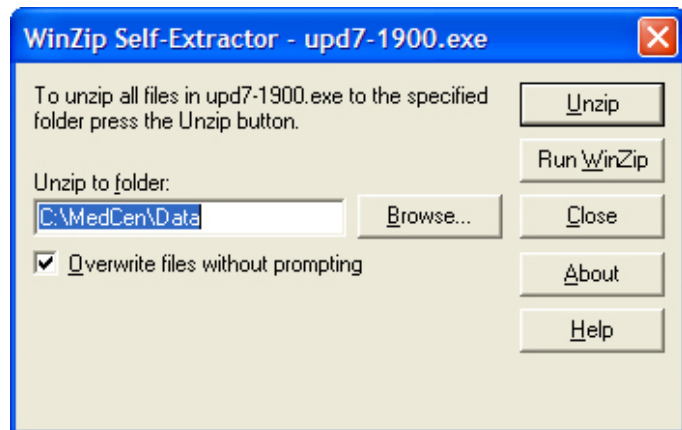 WinZip Self-Extractor - upd7-1900.exe
To unzip all files in upd7-1900.exe to the specified
folder press the Unzip button.
Unzip to folder:
C:\MedCen\Data
Browse...
Overwrite files without prompting
Unzip
Run WinZip
Close
About
Help